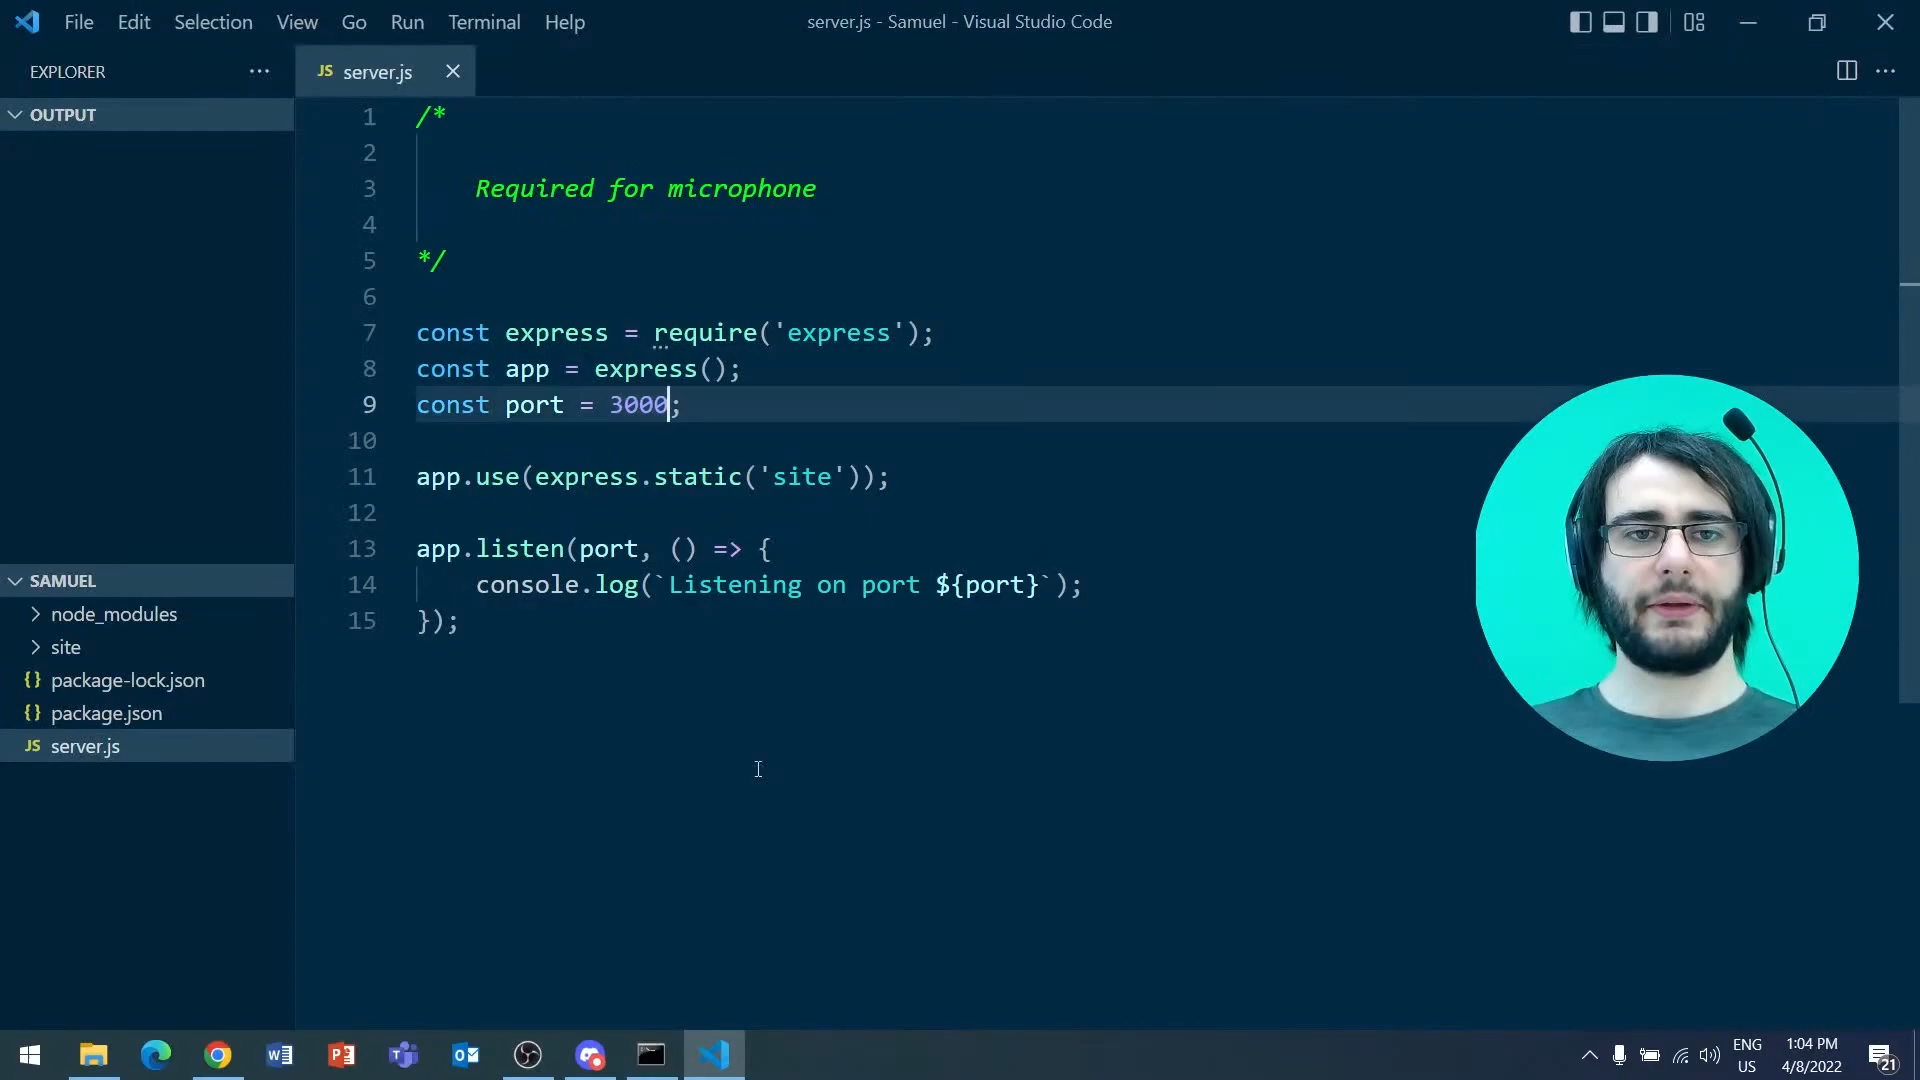 File Edit Selection View Go Run Terminal Help
server.js - Samuel - Visual Studio Code
EXPLORER
JS server.js
OUTPUT
1 /*
2
3 Required for microphone
4
5 */
6
7 const express = require('express');
8 const app = express();
9 const port = 3000;
10
11 app.use(express.static('site'));
12
13 app.listen(port, () => {
14 console.log(`Listening on port ${port}`);
15 });
SAMUEL
node_modules
site
{} package-lock.json
{} package.json
JS server.js
ENG
US
1:04 PM
4/8/2022
21